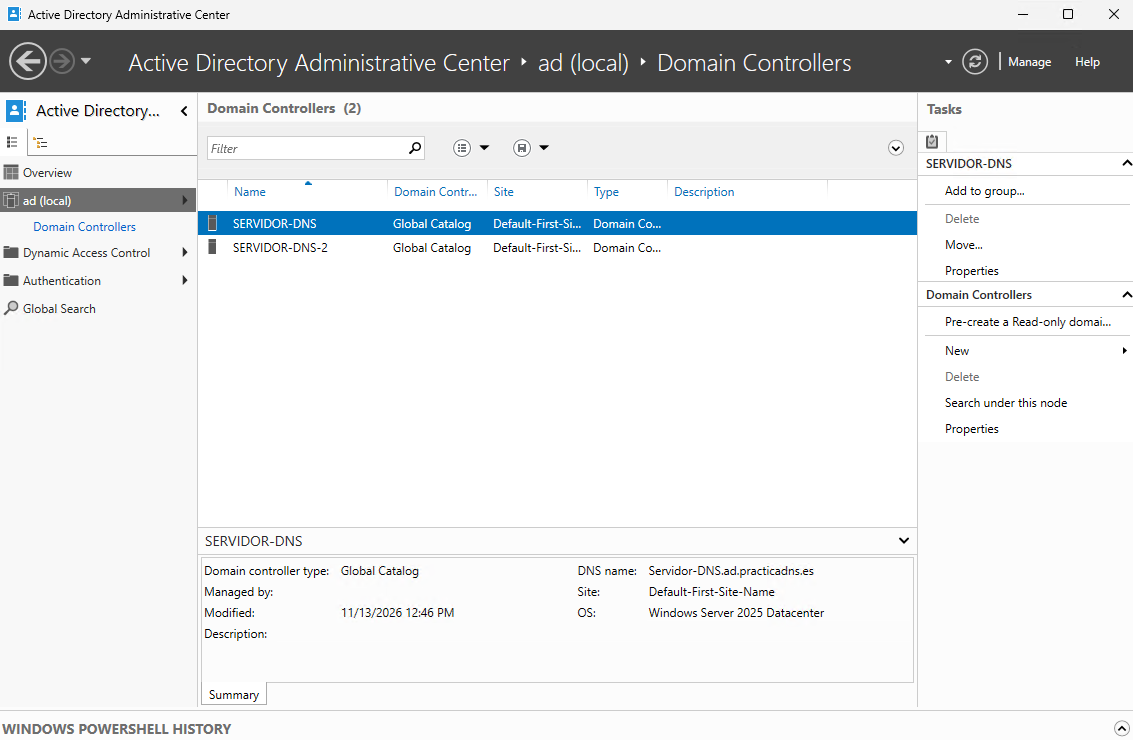 Active Directory Administrative Center
Active Directory Administrative Center ‣ ad (local) ‣ Domain Controllers
Manage
Help
Active Directory...
Overview
ad (local)
Domain Controllers
Dynamic Access Control
Authentication
Global Search
Domain Controllers (2)
Filter
Name Domain Contr... Site Type Description
SERVIDOR-DNS Global Catalog Default-First-Si... Domain Co...
SERVIDOR-DNS-2 Global Catalog Default-First-Si... Domain Co...
SERVIDOR-DNS
Domain controller type: Global Catalog DNS name: Servidor-DNS.ad.practicadns.es
Managed by: Site: Default-First-Site-Name
Modified: 11/13/2026 12:46 PM OS: Windows Server 2025 Datacenter
Description:
Summary
Tasks
SERVIDOR-DNS
Add to group...
Delete
Move...
Properties
Domain Controllers
Pre-create a Read-only domai...
New
Delete
Search under this node
Properties
WINDOWS POWERSHELL HISTORY